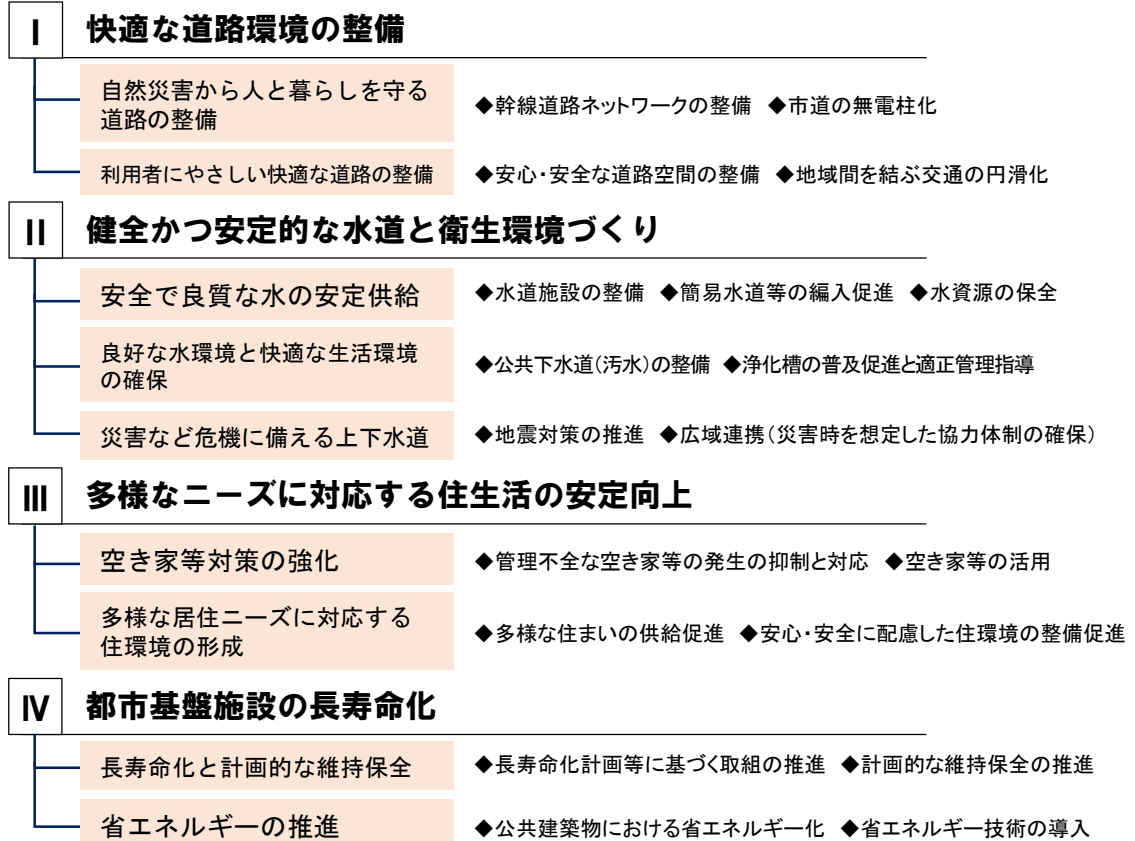 I 快適な道路環境の整備
自然災害から人と暮らしを守る
道路の整備
◆幹線道路ネットワークの整備 ◆市道の無電柱化
利用者にやさしい快適な道路の整備
◆安心・安全な道路空間の整備 ◆地域間を結ぶ交通の円滑化
II 健全かつ安定的な水道と衛生環境づくり
安全で良質な水の安定供給
◆水道施設の整備 ◆簡易水道等の編入促進 ◆水資源の保全
良好な水環境と快適な生活環境
の確保
◆公共下水道(汚水)の整備 ◆浄化槽の普及促進と適正管理指導
災害など危機に備える上下水道
◆地震対策の推進 ◆広域連携(災害時を想定した協力体制の確保)
III 多様なニーズに対応する住生活の安定向上
空き家等対策の強化
◆管理不全な空き家等の発生の抑制と対応 ◆空き家等の活用
多様な居住ニーズに対応する
住環境の形成
◆多様な住まいの供給促進 ◆安心・安全に配慮した住環境の整備促進
IV 都市基盤施設の長寿命化
長寿命化と計画的な維持保全
◆長寿命化計画等に基づく取組の推進 ◆計画的な維持保全の推進
省エネルギーの推進
◆公共建築物における省エネルギー化 ◆省エネルギー技術の導入